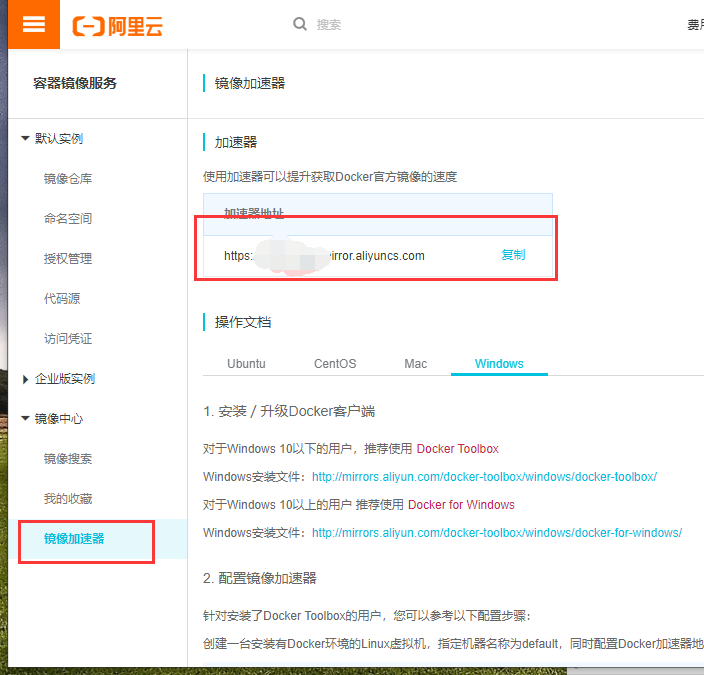 阿里云
搜索
容器镜像服务
镜像加速器
默认实例
镜像仓库
命名空间
授权管理
代码源
访问凭证
企业版实例
镜像中心
镜像搜索
我的收藏
镜像加速器
加速器
使用加速器可以提升获取Docker官方镜像的速度
加速器地址
https: irror.aliyuncs.com 复制
操作文档
Ubuntu CentOS Mac Windows
1. 安装 / 升级Docker客户端
对于Windows 10以下的用户，推荐使用 Docker Toolbox
Windows安装文件：http://mirrors.aliyun.com/docker-toolbox/windows/docker-toolbox/
对于Windows 10以上的用户 推荐使用 Docker for Windows
Windows安装文件：http://mirrors.aliyun.com/docker-toolbox/windows/docker-for-windows/
2. 配置镜像加速器
针对安装了Docker Toolbox的用户，您可以参考以下配置步骤：
创建一台安装有Docker环境的Linux虚拟机，指定机器名称为default，同时配置Docker加速器地